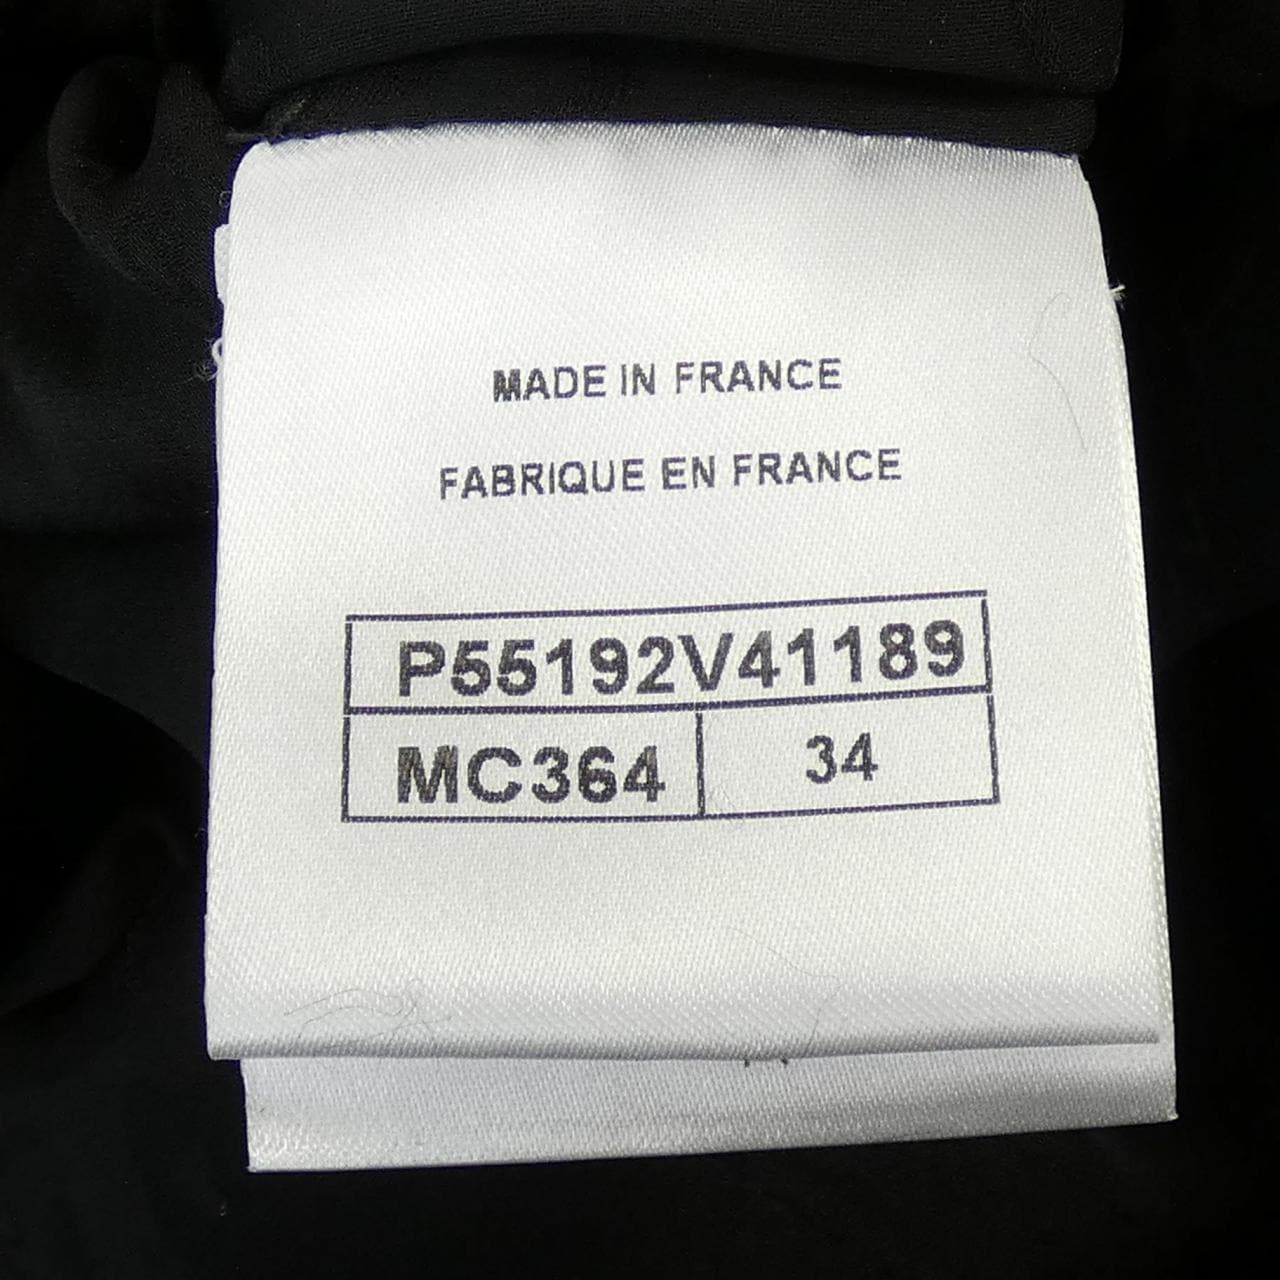 MADE IN FRANCE
FABRIQUE EN FRANCE
P55192V41189
MC364 34